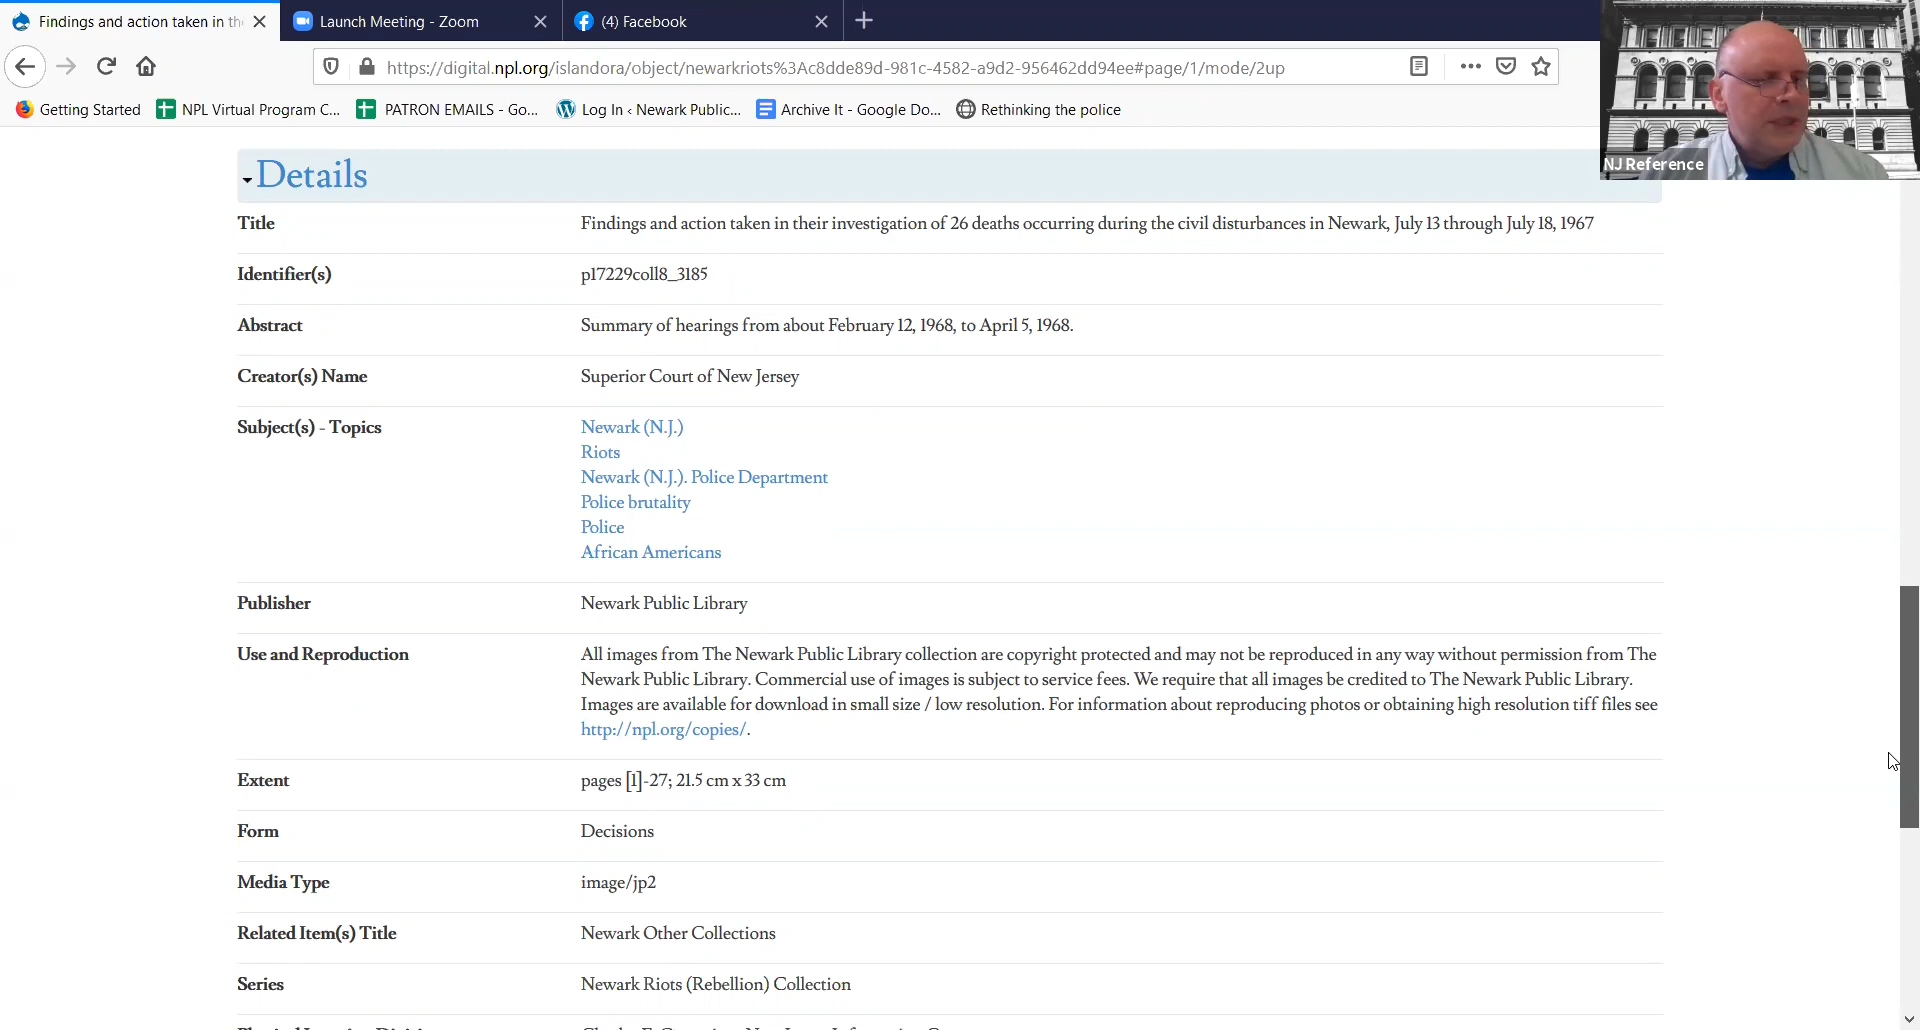 Findings and action taken in th
Launch Meeting - Zoom
(4) Facebook
https://digital.npl.org/islandora/object/newarkriots%3Ac8dde89d-981c-4582-a9d2-956462dd94ee#page/1/mode/2up
Getting Started
NPL Virtual Program C...
PATRON EMAILS - Go...
Log In ‹ Newark Public...
Archive It - Google Do...
Rethinking the police
NJ Reference
Details
Title Findings and action taken in their investigation of 26 deaths occurring during the civil disturbances in Newark, July 13 through July 18, 1967
Identifier(s) p17229coll8_3185
Abstract Summary of hearings from about February 12, 1968, to April 5, 1968.
Creator(s) Name Superior Court of New Jersey
Subject(s) - Topics Newark (N.J.)
Riots
Newark (N.J.). Police Department
Police brutality
Police
African Americans
Publisher Newark Public Library
Use and Reproduction All images from The Newark Public Library collection are copyright protected and may not be reproduced in any way without permission from The
Newark Public Library. Commercial use of images is subject to service fees. We require that all images be credited to The Newark Public Library.
Images are available for download in small size / low resolution. For information about reproducing photos or obtaining high resolution tiff files see
http://npl.org/copies/.
Extent pages [1]-27; 21.5 cm x 33 cm
Form Decisions
Media Type image/jp2
Related Item(s) Title Newark Other Collections
Series Newark Riots (Rebellion) Collection